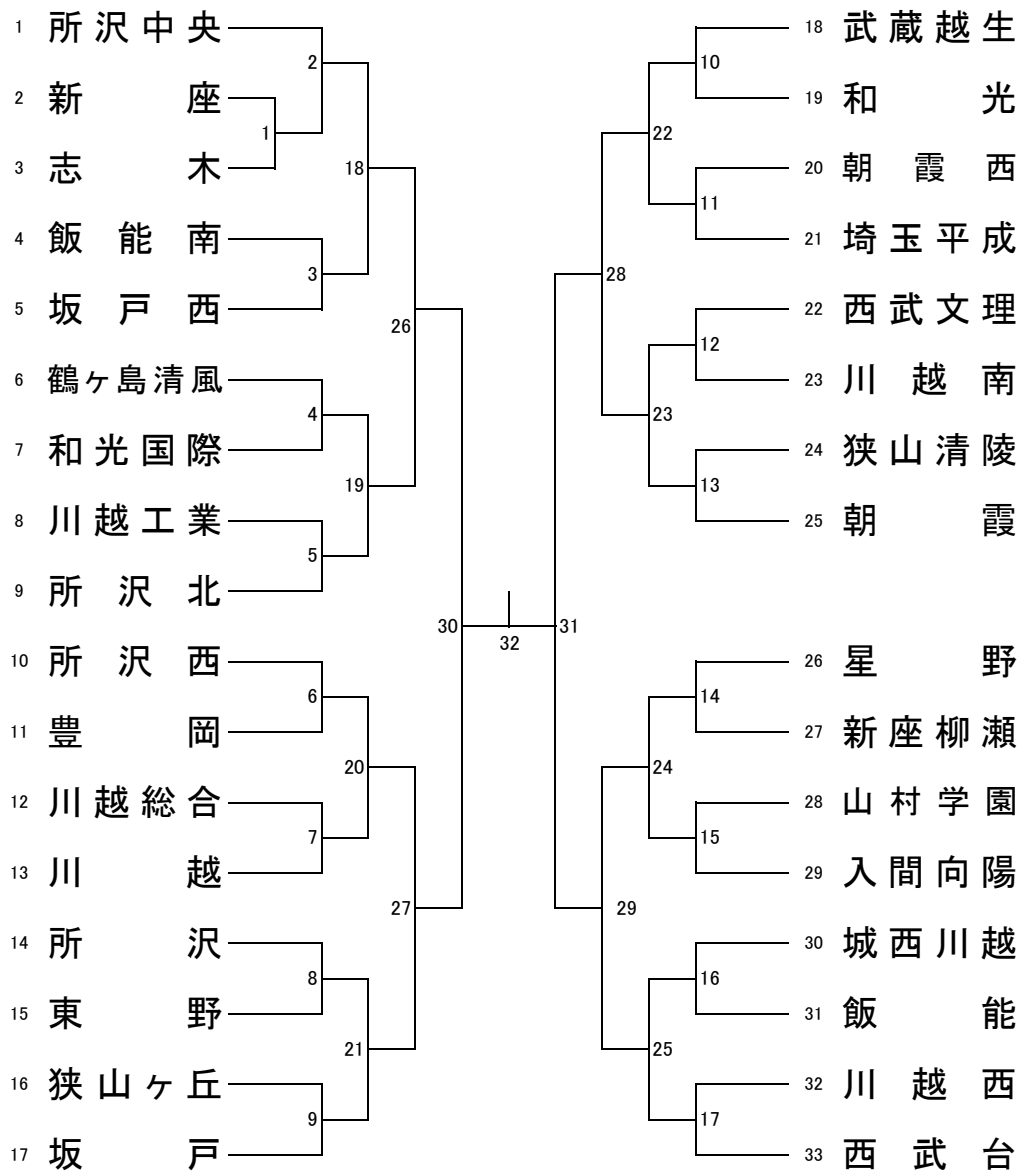 1 所沢中央
2 新座
3 志木
4 飯能南
5 坂戸西
6 鶴ヶ島清風
7 和光国際
8 川越工業
9 所沢北
10 所沢西
11 豊岡
12 川越総合
13 川越
14 所沢
15 東野
16 狭山ヶ丘
17 坂戸
2
1
18
3
26
4
19
5
30
6
20
7
27
8
21
9
32
31
10
22
11
28
12
23
13
14
24
15
29
16
25
17
18 武蔵越生
19 和光
20 朝霞西
21 埼玉平成
22 西武文理
23 川越南
24 狭山清陵
25 朝霞
26 星野
27 新座柳瀬
28 山村学園
29 入間向陽
30 城西川越
31 飯能
32 川越西
33 西武台